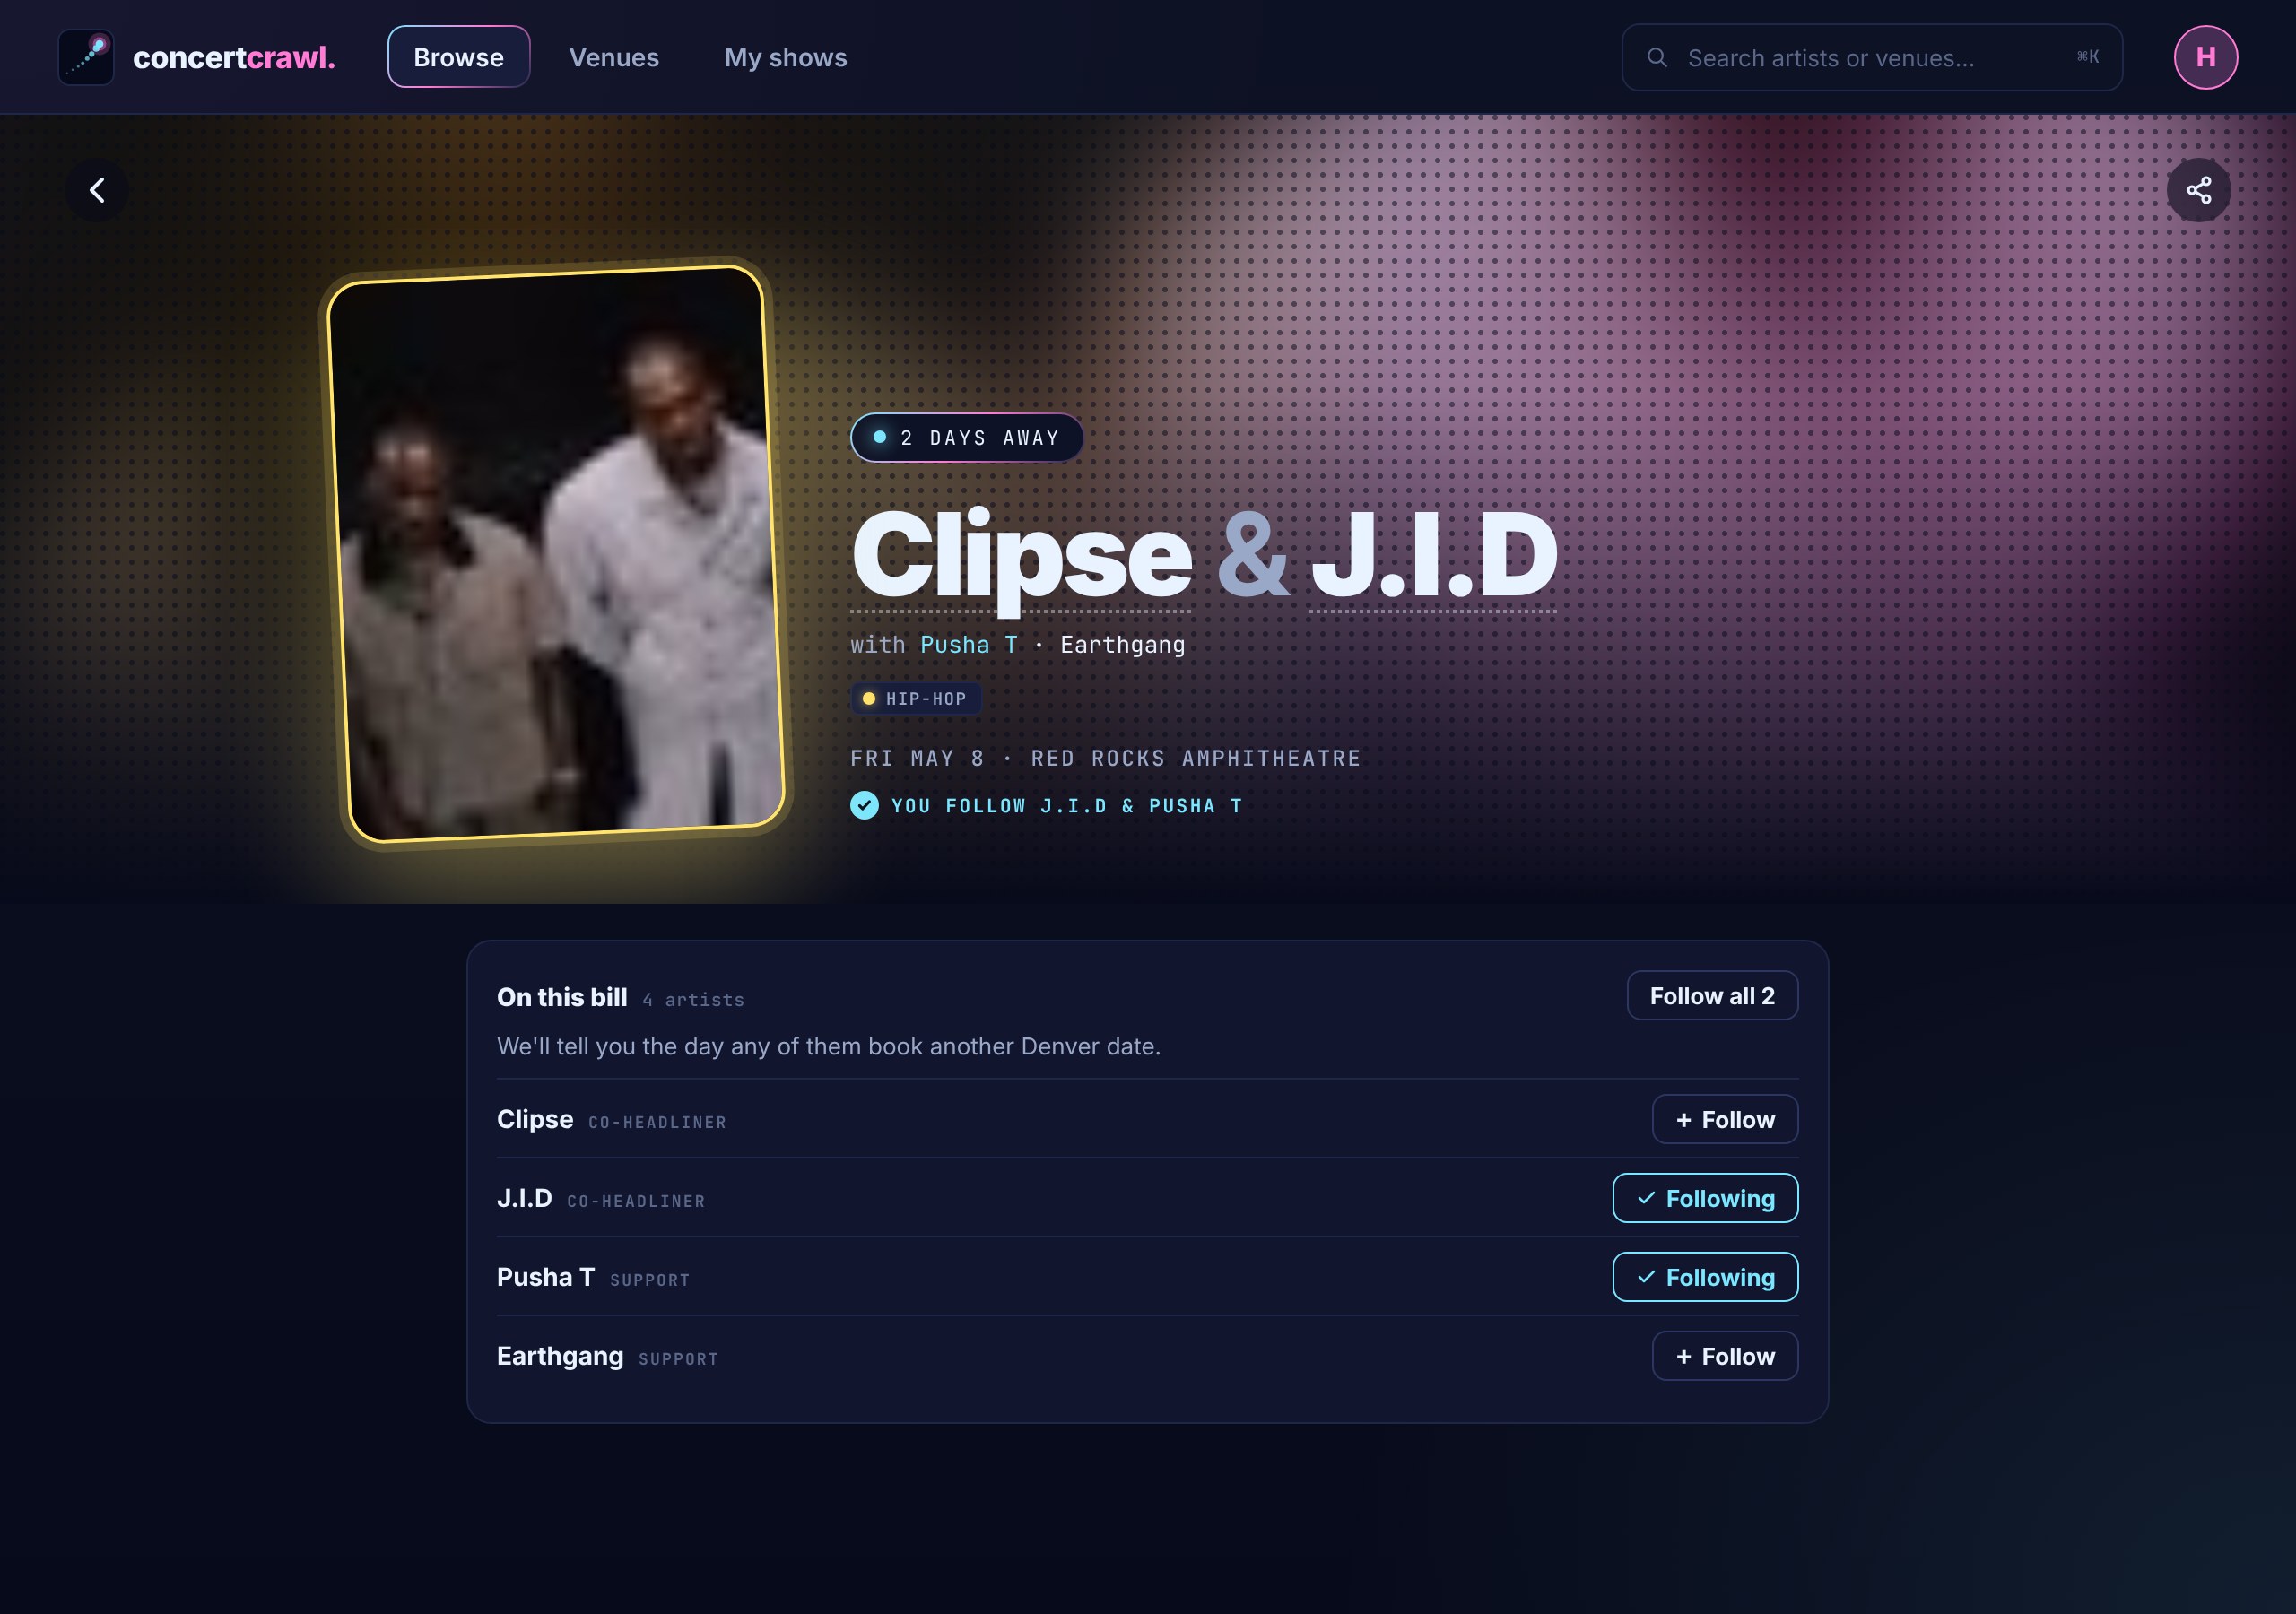 concertcrawl.
Browse
Venues
My shows
Search artists or venues...
⌘K
H
2 DAYS AWAY
Clipse & J.I.D
with Pusha T · Earthgang
HIP-HOP
FRI MAY 8 · RED ROCKS AMPHITHEATRE
YOU FOLLOW J.I.D & PUSHA T
On this bill 4 artists
Follow all 2
We'll tell you the day any of them book another Denver date.
Clipse CO-HEADLINER
+ Follow
J.I.D CO-HEADLINER
✓ Following
Pusha T SUPPORT
✓ Following
Earthgang SUPPORT
+ Follow